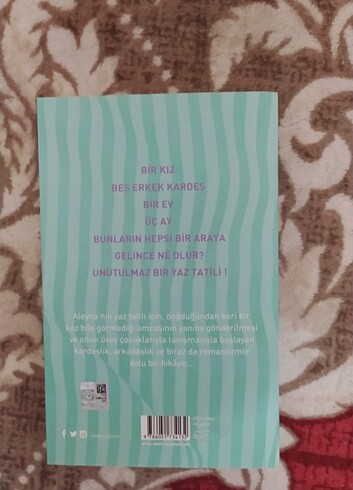 BİR KIZ
BEŞ ERKEK KARDEŞ
BİR EV
ÜÇ AY
BUNLARIN HEPSİ BİR ARAYA
GELİNCE NE OLUR?
UNUTULMAZ BİR YAZ TATİLİ !
Aleyna'nın yaz tatili için, doğduğundan beri bir
kez bile görmediği amcasının yanına gönderilmesi
ve onun üvey çocuklarıyla tanışmasıyla başlayan
kardeşlik, arkadaşlık ve biraz da romantizmle
dolu bir hikâye...